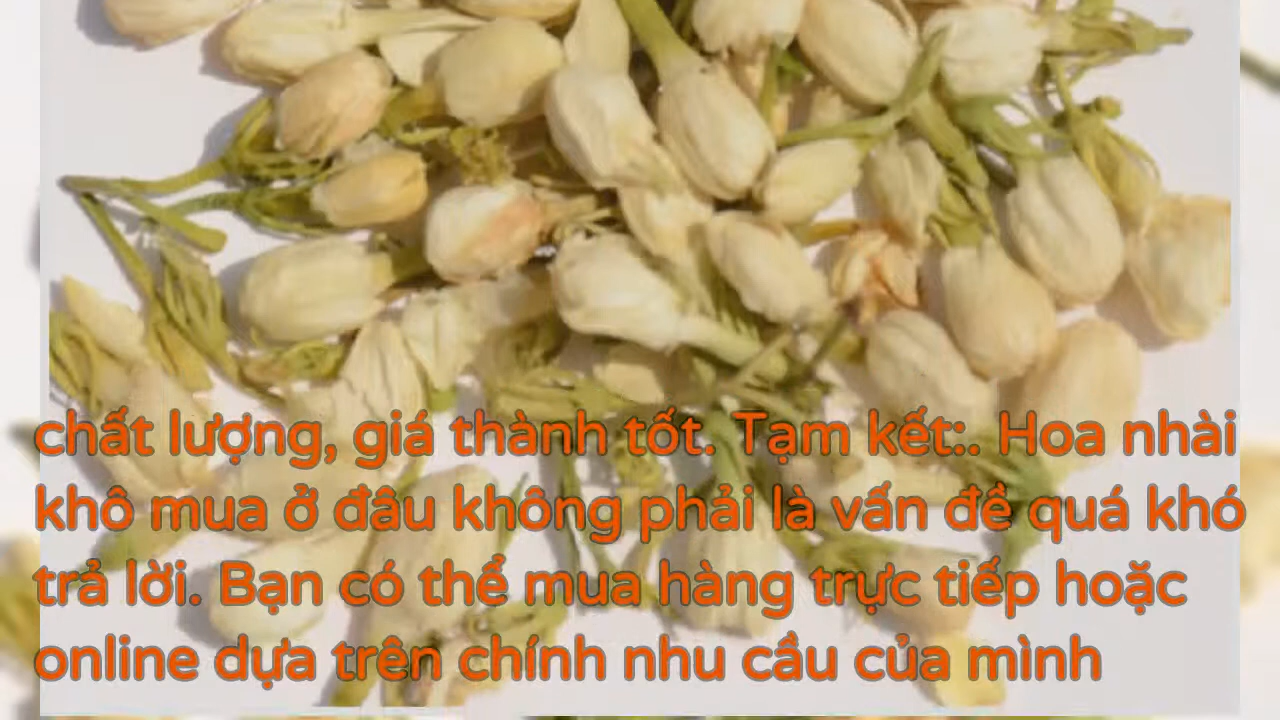 chất lượng, giá thành tốt. Tạm kết:. Hoa nhài
khô mua ở đâu không phải là vấn đề quá khó
trả lời. Bạn có thể mua hàng trực tiếp hoặc
online dựa trên chính nhu cầu của mình